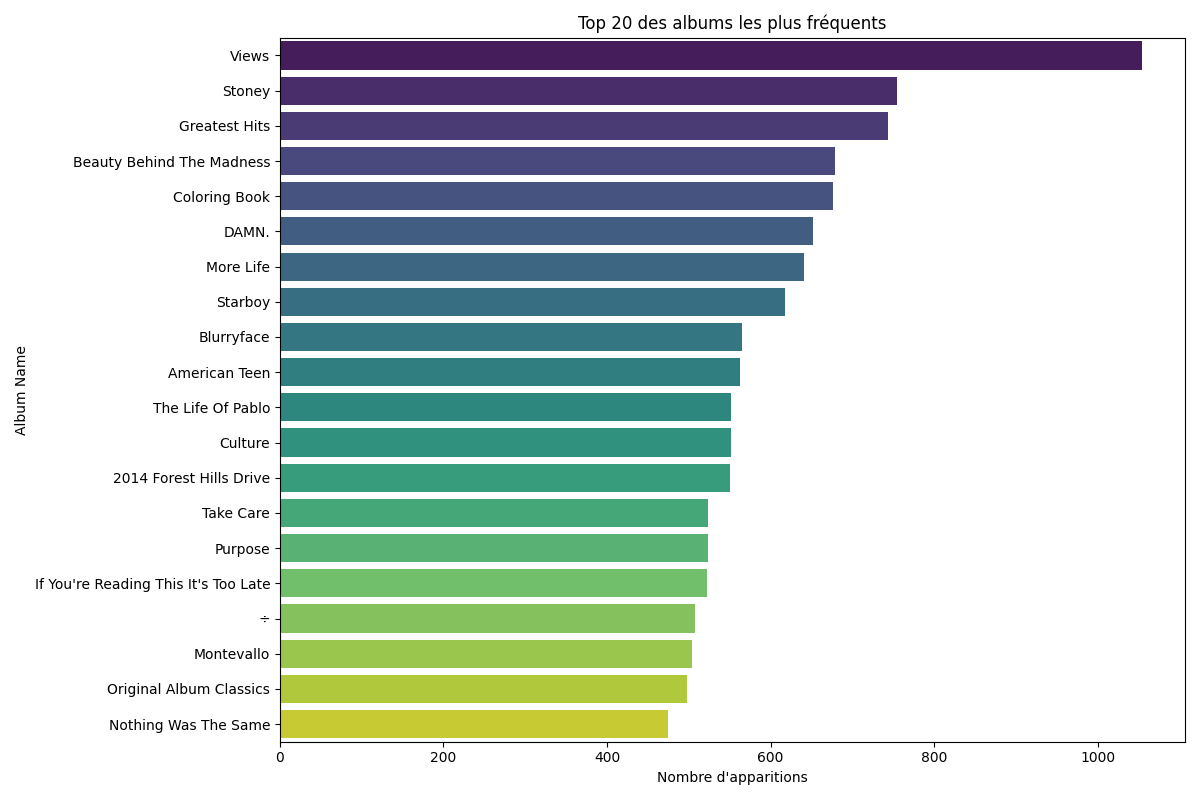 Top 20 des albums les plus fréquents
Album Name
Views
Stoney
Greatest Hits
Beauty Behind The Madness
Coloring Book
DAMN.
More Life
Starboy
Blurryface
American Teen
The Life Of Pablo
Culture
2014 Forest Hills Drive
Take Care
Purpose
If You're Reading This It's Too Late
÷
Montevallo
Original Album Classics
Nothing Was The Same
0 200 400 600 800 1000
Nombre d'apparitions